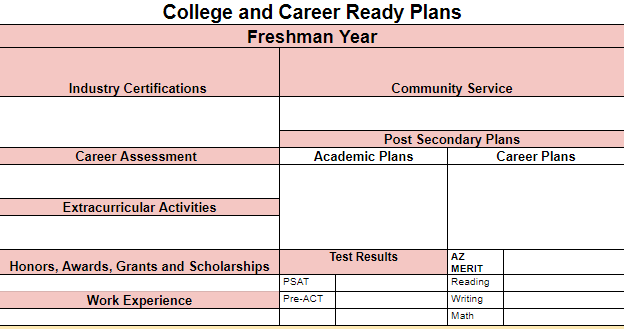 College and Career Ready Plans
Freshman Year
Industry Certifications
Community Service
Post Secondary Plans
Career Assessment
Academic Plans
Career Plans
Extracurricular Activities
Honors, Awards, Grants and Scholarships
Test Results
AZ
MERIT
PSAT
Reading
Work Experience
Pre-ACT
Writing
Math